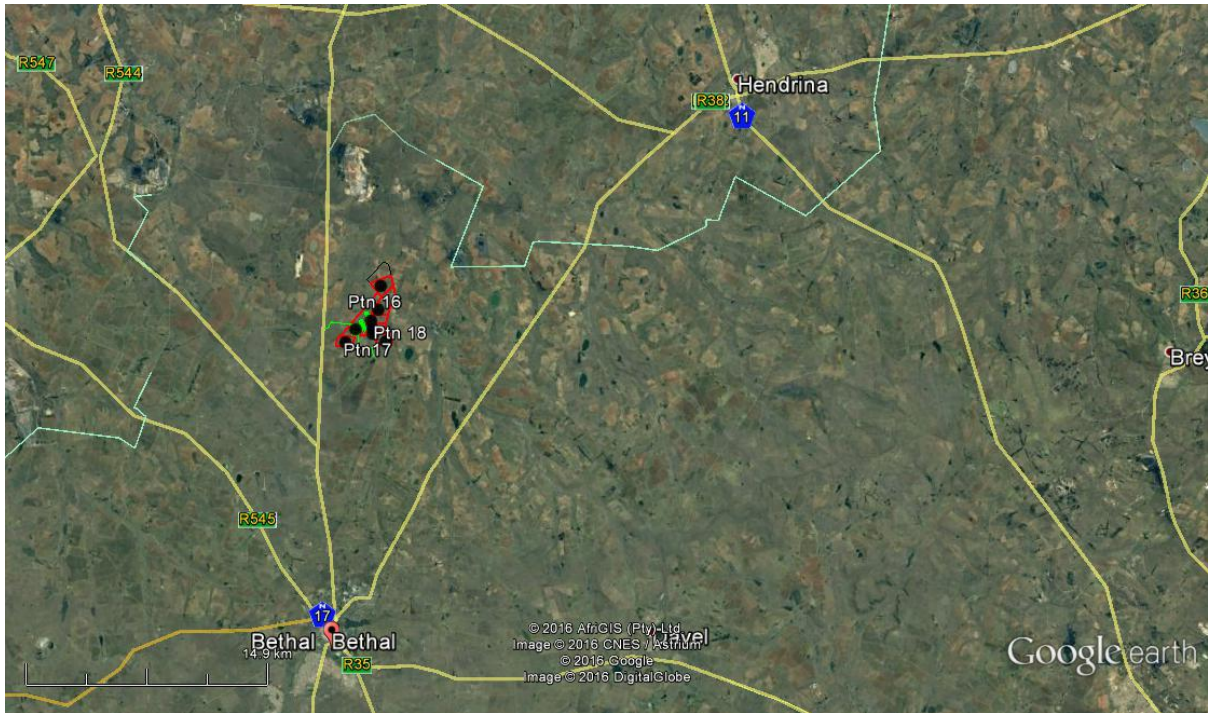 R547
R544
Hendrina
R38
N
11
R36
Ptn 16
Ptn 18
Ptn17
Brey
R545
N
17
Bethal
Bethal
14.9 km
R35
© 2016 AfriGIS (Pty) Ltd
Image © 2016 CNES / Astrium
© 2016 Google
Image © 2016 DigitalGlobe
Google earth